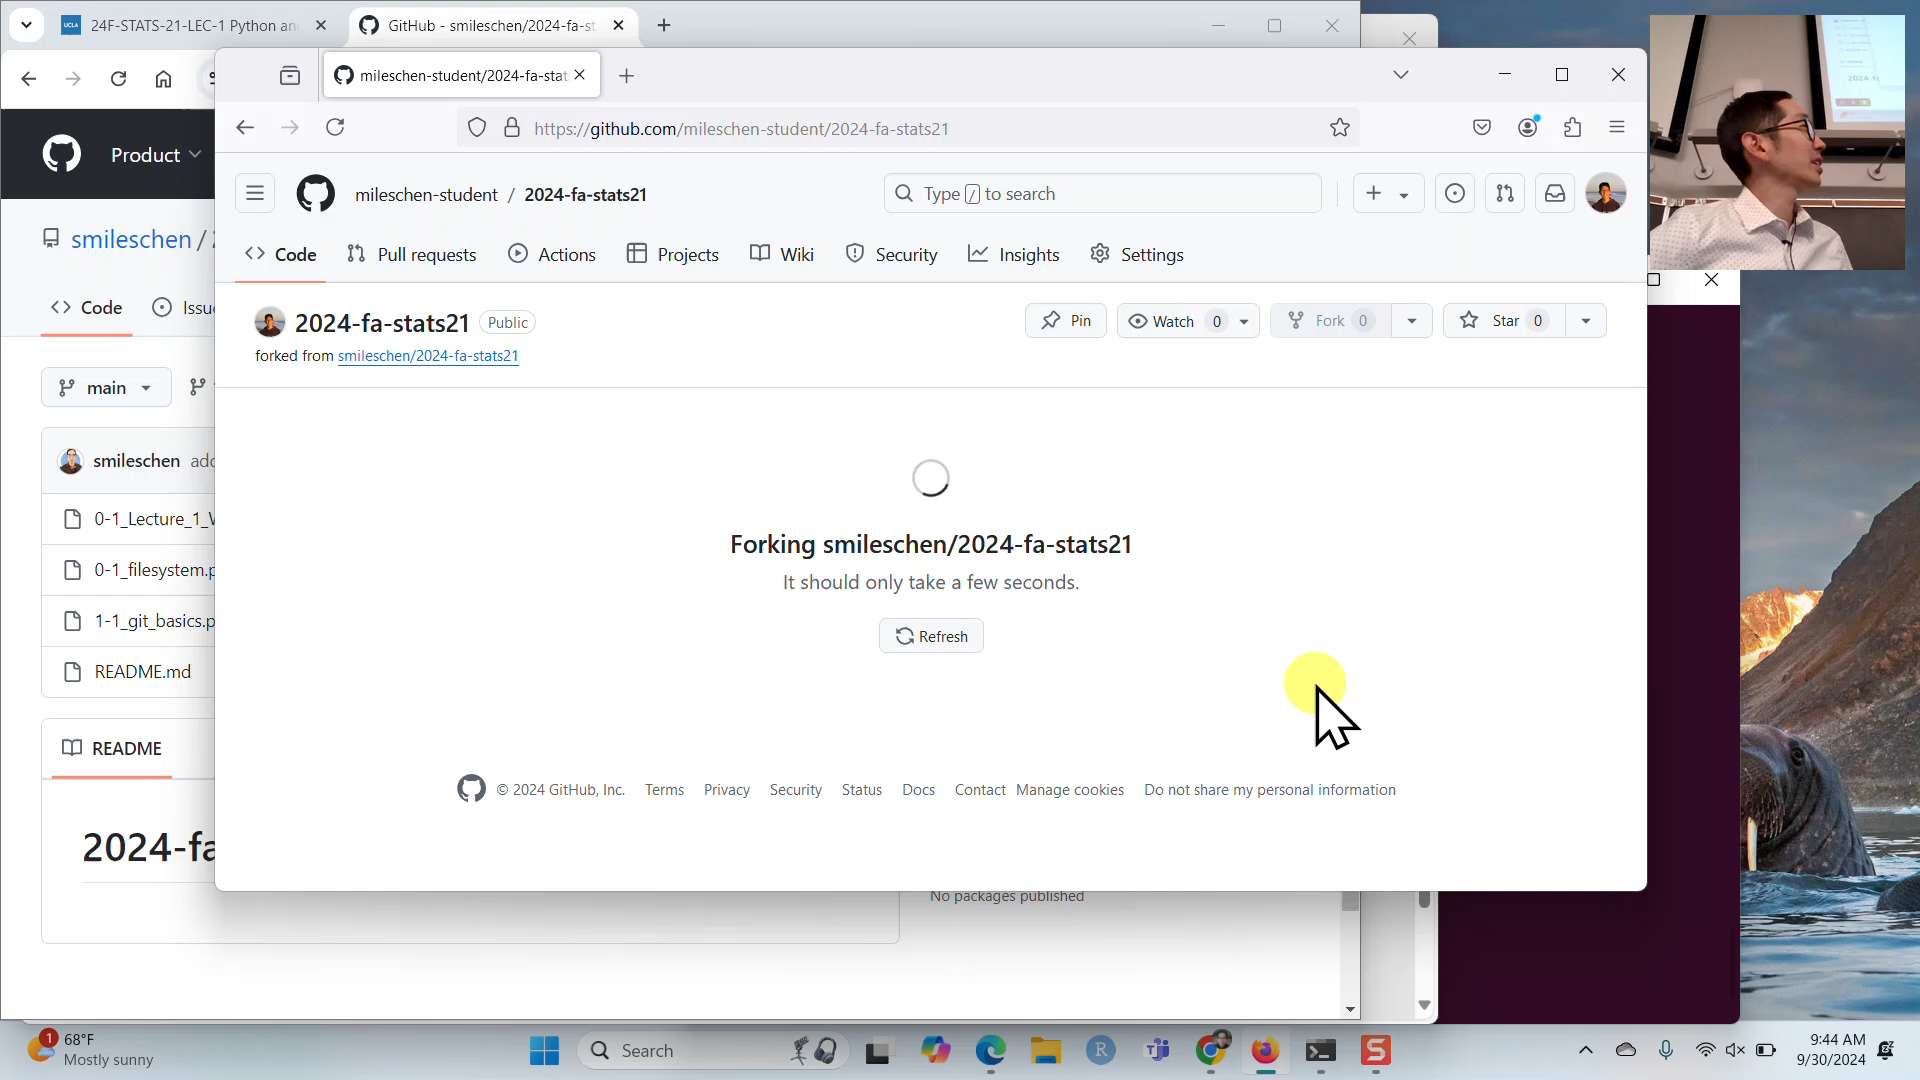 UCLA 24F-STATS-21-LEC-1 Python an
GitHub - smileschen/2024-fa-st
mileschen-student/2024-fa-stat
https://github.com/mileschen-student/2024-fa-stats21
Product
mileschen-student / 2024-fa-stats21
Type / to search
smileschen /
Code
Pull requests
Actions
Projects
Wiki
Security
Insights
Settings
Code
Issu
2024-fa-stats21 Public
Pin
Watch 0
Fork 0
Star 0
forked from smileschen/2024-fa-stats21
main
smileschen
0-1_Lecture_1_
0-1_filesystem.p
1-1_git_basics.p
README.md
Forking smileschen/2024-fa-stats21
It should only take a few seconds.
Refresh
README
© 2024 GitHub, Inc. Terms Privacy Security Status Docs Contact Manage cookies Do not share my personal information
2024-fa
No packages published
1
68°F
Mostly sunny
Search
9:44 AM
9/30/2024